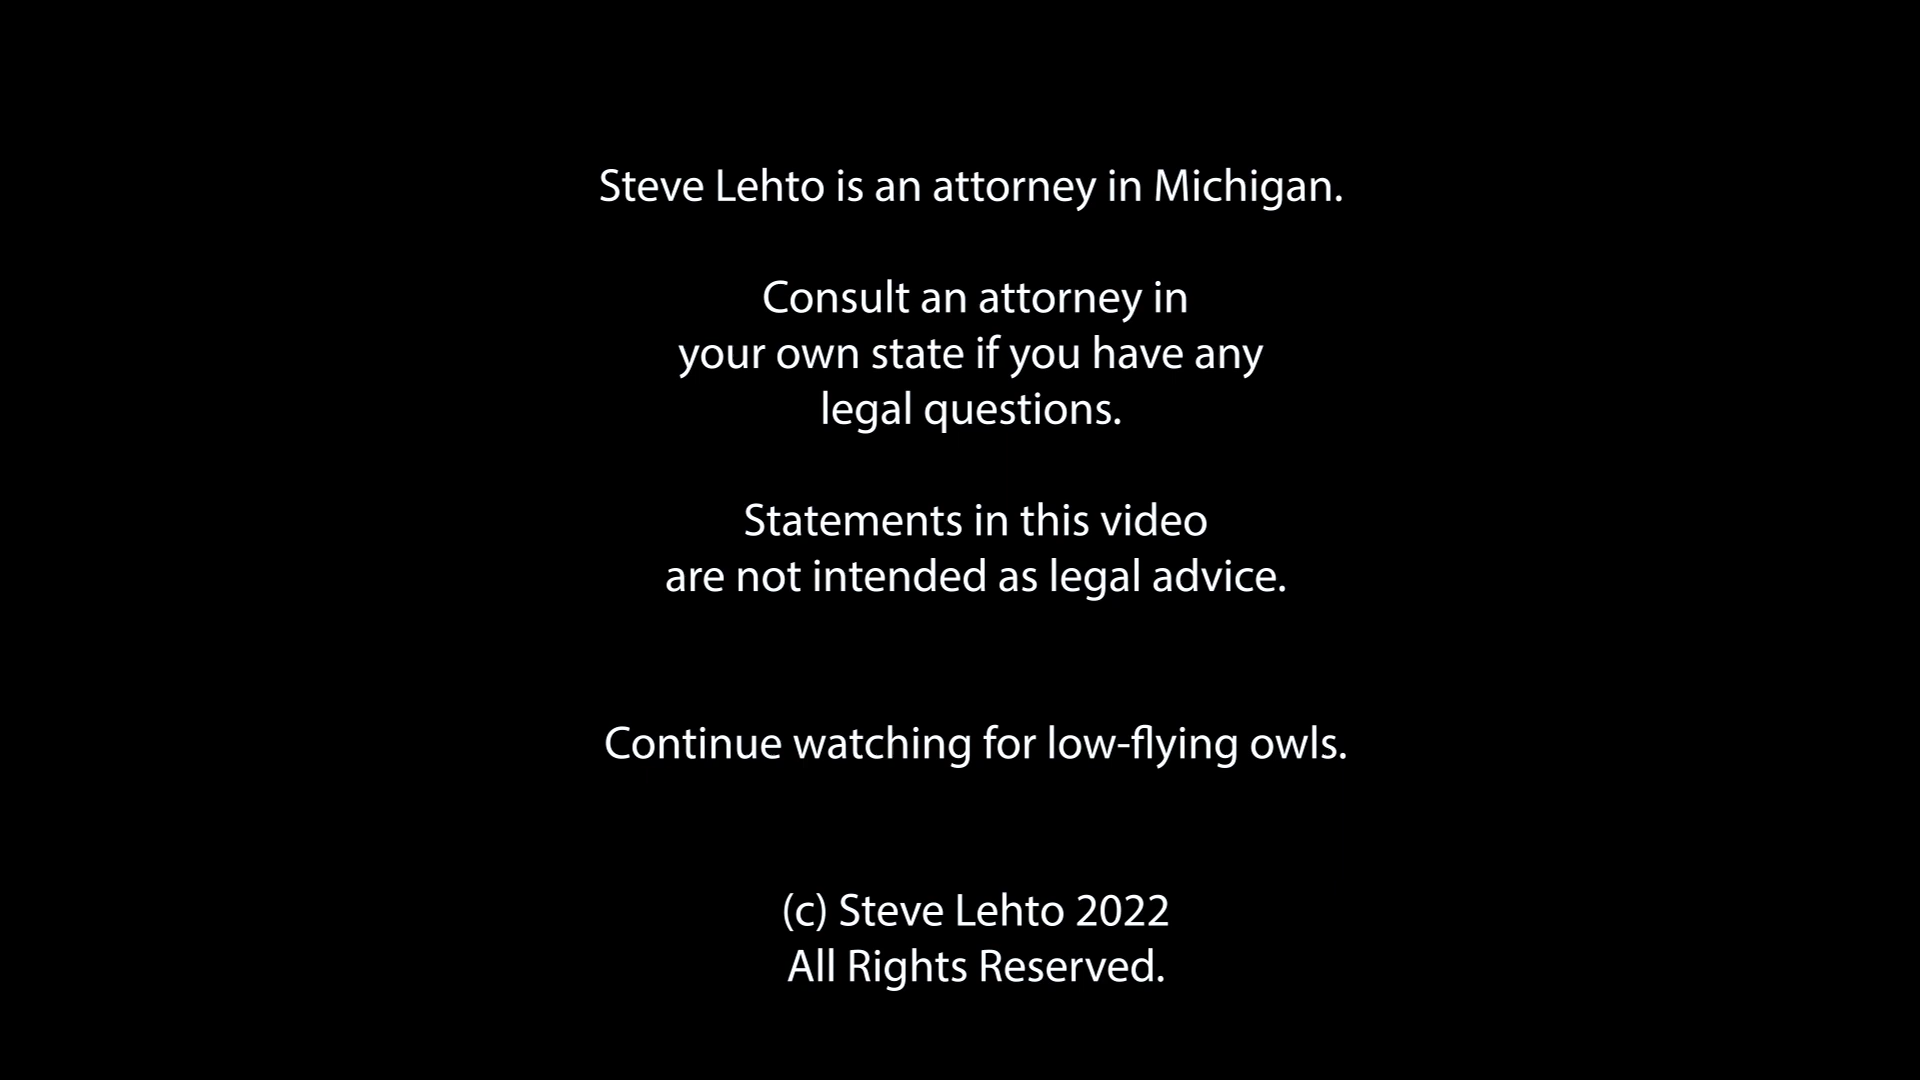 Steve Lehto is an attorney in Michigan.
Consult an attorney in
your own state if you have any
legal questions.
Statements in this video
are not intended as legal advice.
Continue watching for low-flying owls.
(c) Steve Lehto 2022
All Rights Reserved.